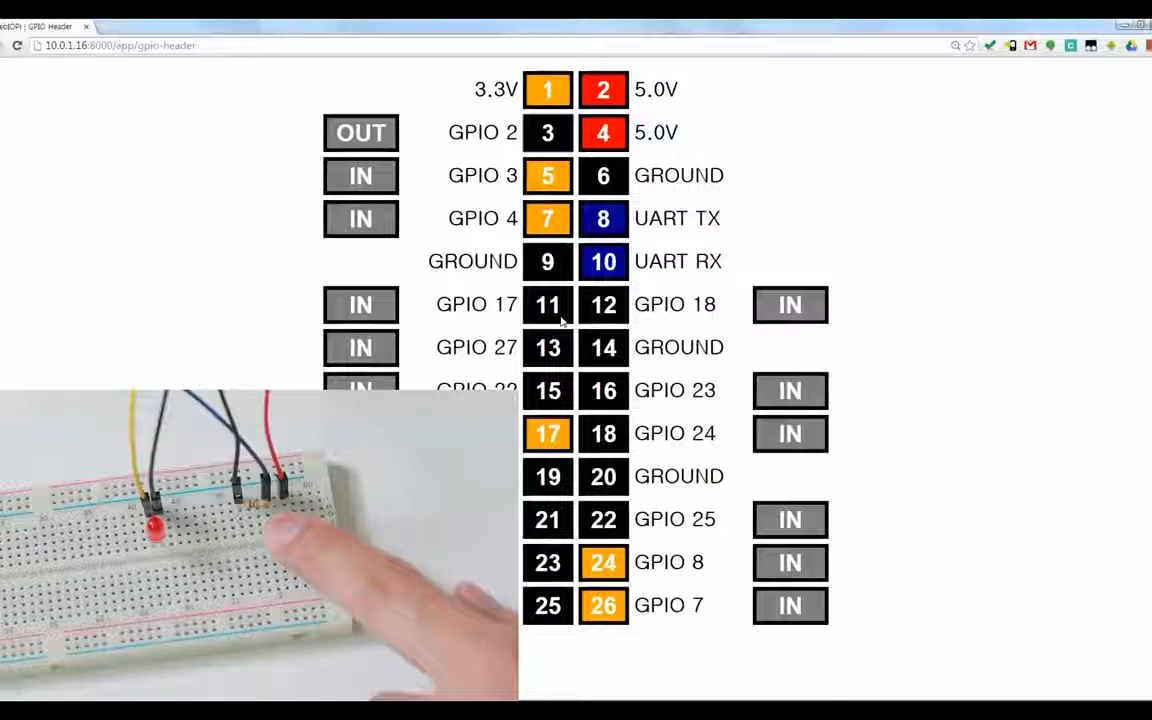 ebIOPi | GPIO Header
10.0.1.16:8000/app/gpio-header
3.3V 1 2 5.0V
OUT GPIO 2 3 4 5.0V
IN GPIO 3 5 6 GROUND
IN GPIO 4 7 8 UART TX
GROUND 9 10 UART RX
IN GPIO 17 11 12 GPIO 18 IN
IN GPIO 27 13 14 GROUND
15 16 GPIO 23 IN
17 18 GPIO 24 IN
19 20 GROUND
21 22 GPIO 25 IN
23 24 GPIO 8 IN
25 26 GPIO 7 IN